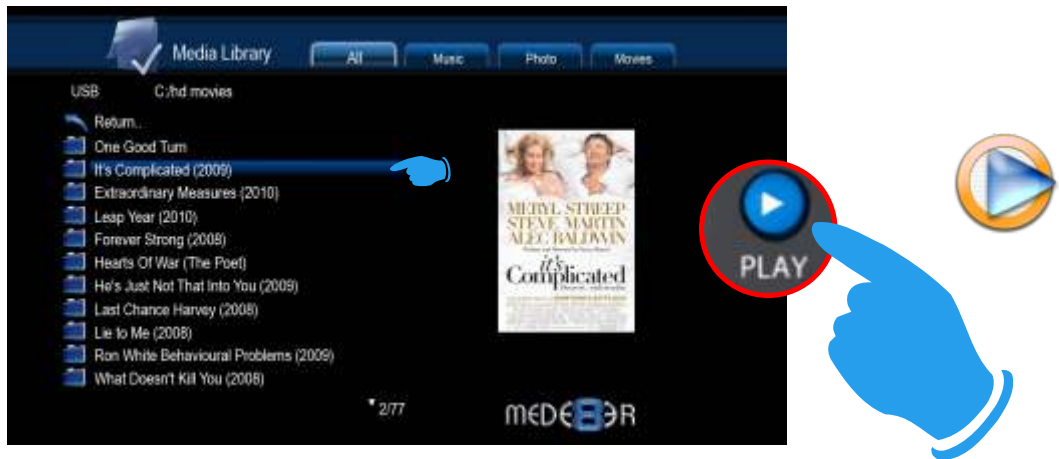 Media Library
All
Music
Photo
Movies
USB C:/hd movies
Return..
One Good Turn
It's Complicated (2009)
Extraordinary Measures (2010)
Leap Year (2010)
Forever Strong (2008)
Hearts Of War (The Poet)
He's Just Not That Into You (2009)
Last Chance Harvey (2008)
Lie to Me (2008)
Ron White Behavioural Problems (2009)
What Doesn't Kill You (2008)
2/77
MERYL STREEP
STEVE MARTIN
ALEC BALDWIN
it's
Complicated
MEDE8ER
PLAY